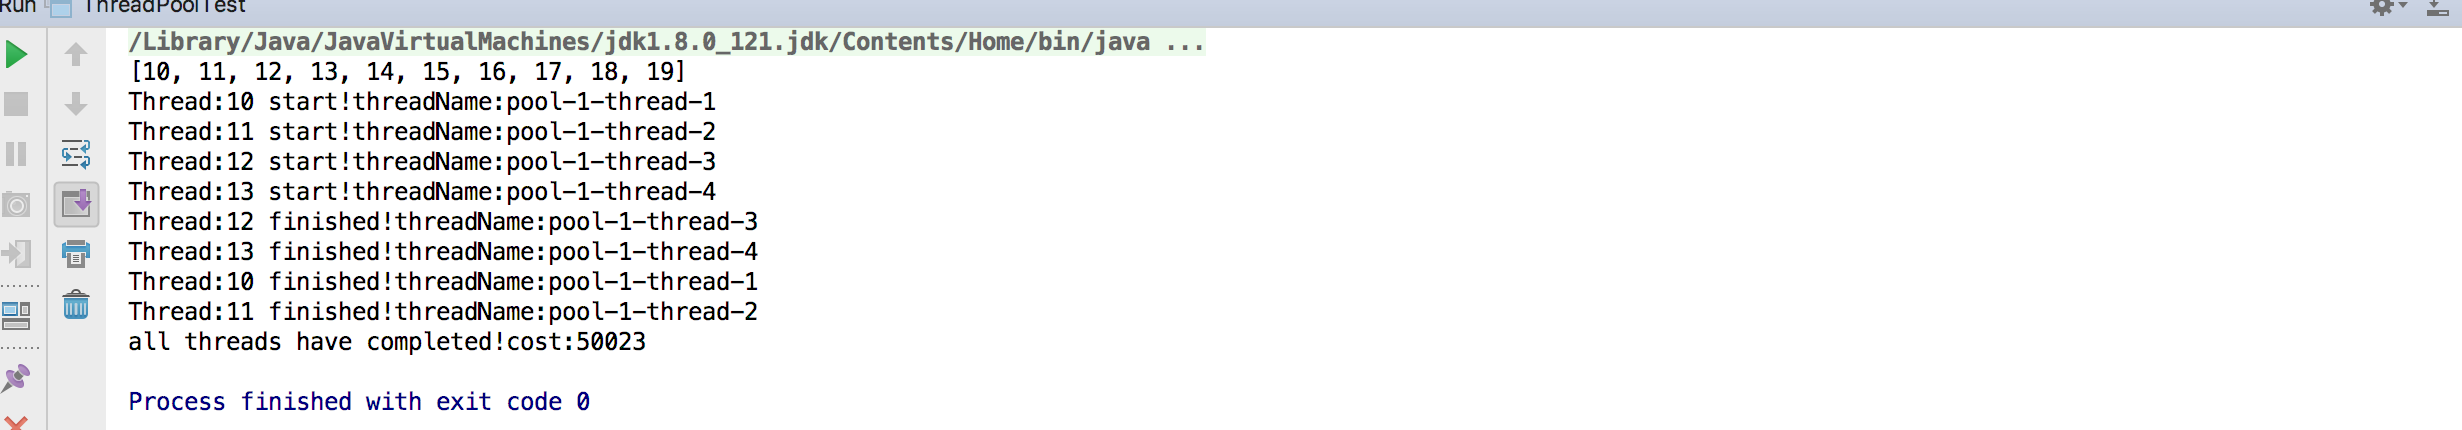 Run ThreadPoolTest
/Library/Java/JavaVirtualMachines/jdk1.8.0_121.jdk/Contents/Home/bin/java ...
[10, 11, 12, 13, 14, 15, 16, 17, 18, 19]
Thread:10 start!threadName:pool-1-thread-1
Thread:11 start!threadName:pool-1-thread-2
Thread:12 start!threadName:pool-1-thread-3
Thread:13 start!threadName:pool-1-thread-4
Thread:12 finished!threadName:pool-1-thread-3
Thread:13 finished!threadName:pool-1-thread-4
Thread:10 finished!threadName:pool-1-thread-1
Thread:11 finished!threadName:pool-1-thread-2
all threads have completed!cost:50023
Process finished with exit code 0